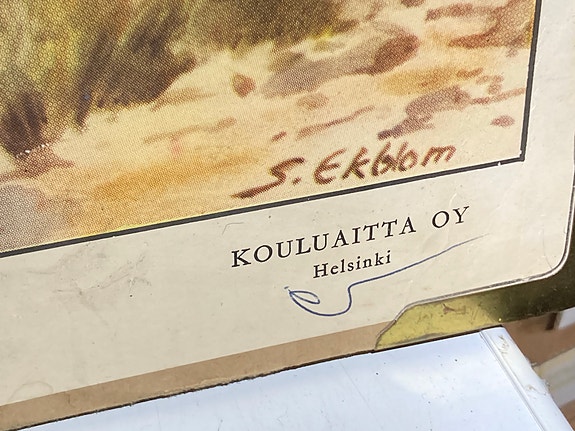 S. Ekblom
KOULUAITTA OY
Helsinki